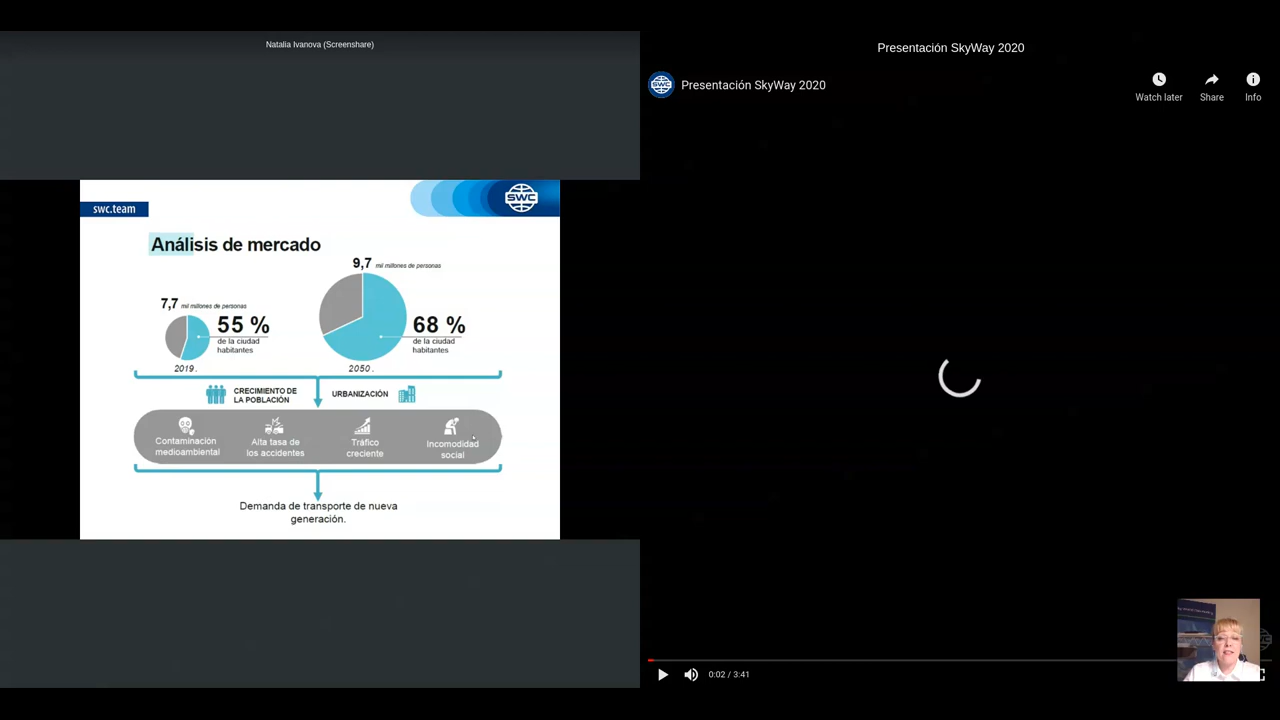 Natalia Ivanova (Screenshare)
swc.team
SWC
Análisis de mercado
9,7 mil millones de personas
7,7 mil millones de personas
55 %
de la ciudad
habitantes
68 %
de la ciudad
habitantes
2019.
2050.
CRECIMIENTO DE
LA POBLACIÓN
URBANIZACIÓN
Contaminación
medioambiental
Alta tasa de
los accidentes
Tráfico
creciente
Incomodidad
social
Demanda de transporte de nueva
generación.
Presentación SkyWay 2020
SWC
Presentación SkyWay 2020
Watch later
Share
Info
0:02 / 3:41